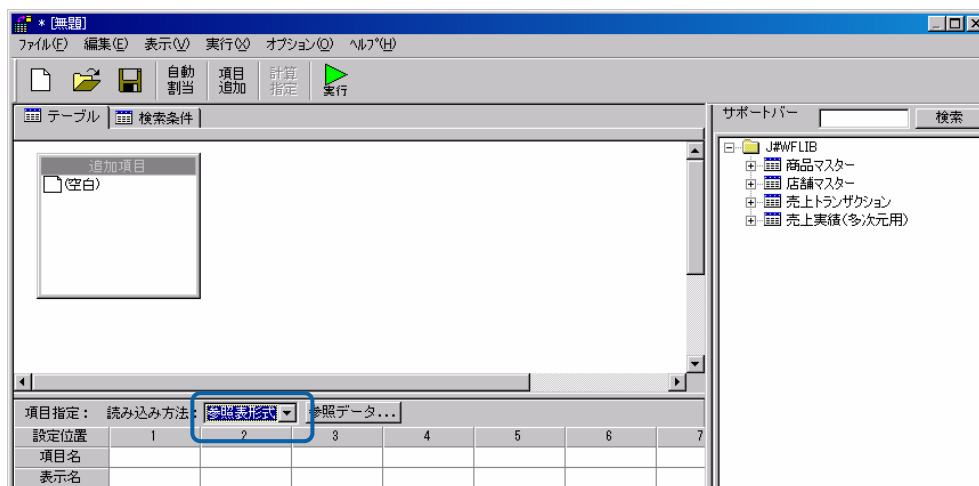 * [無題]
ファイル(F) 編集(E) 表示(V) 実行(X) オプション(O) ヘルプ(H)
自動割当 項目追加 計算指定 実行
テーブル 検索条件
追加項目
(空白)
サポートバー 検索
J#WFLIB
商品マスター
店舗マスター
売上トランザクション
売上実績(多次元用)
項目指定： 読み込み方法： 参照表形式 参照データ...
設定位置 1 2 3 4 5 6 7
項目名
表示名